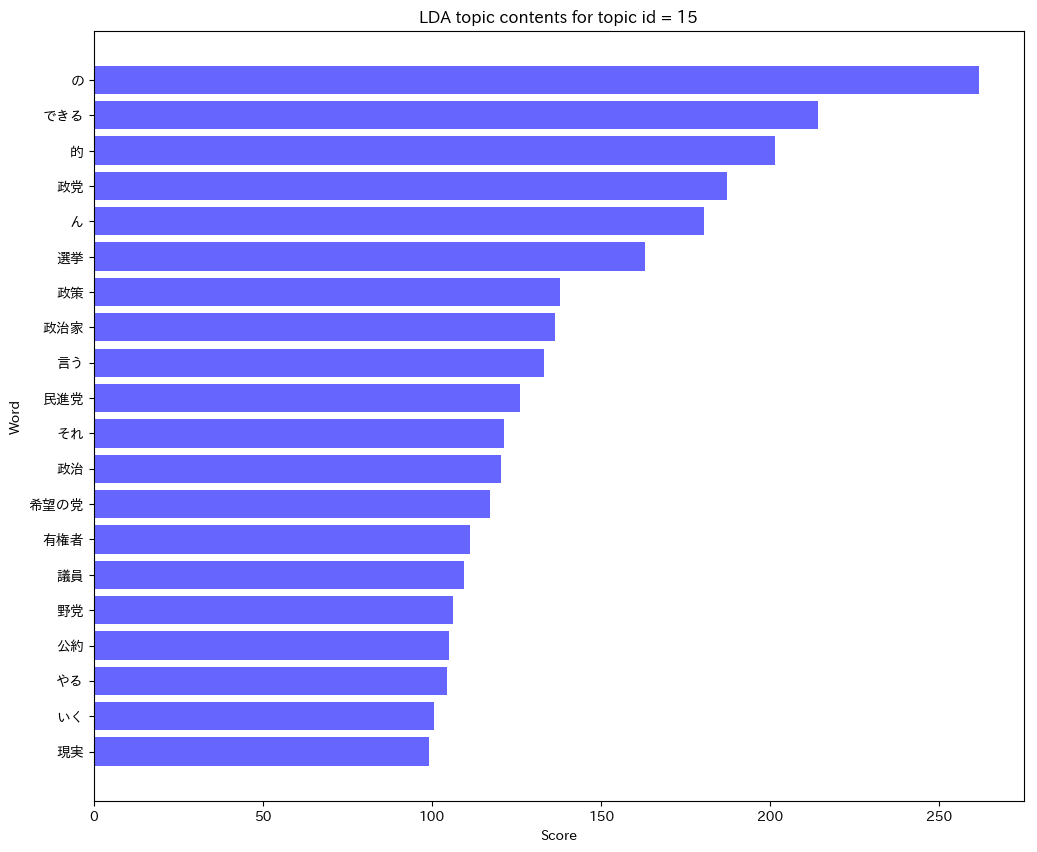 LDA topic contents for topic id = 15
の
できる
的
政党
ん
選挙
政策
政治家
言う
民進党
それ
政治
希望の党
有権者
議員
野党
公約
やる
いく
現実
Word
0 50 100 150 200 250
Score